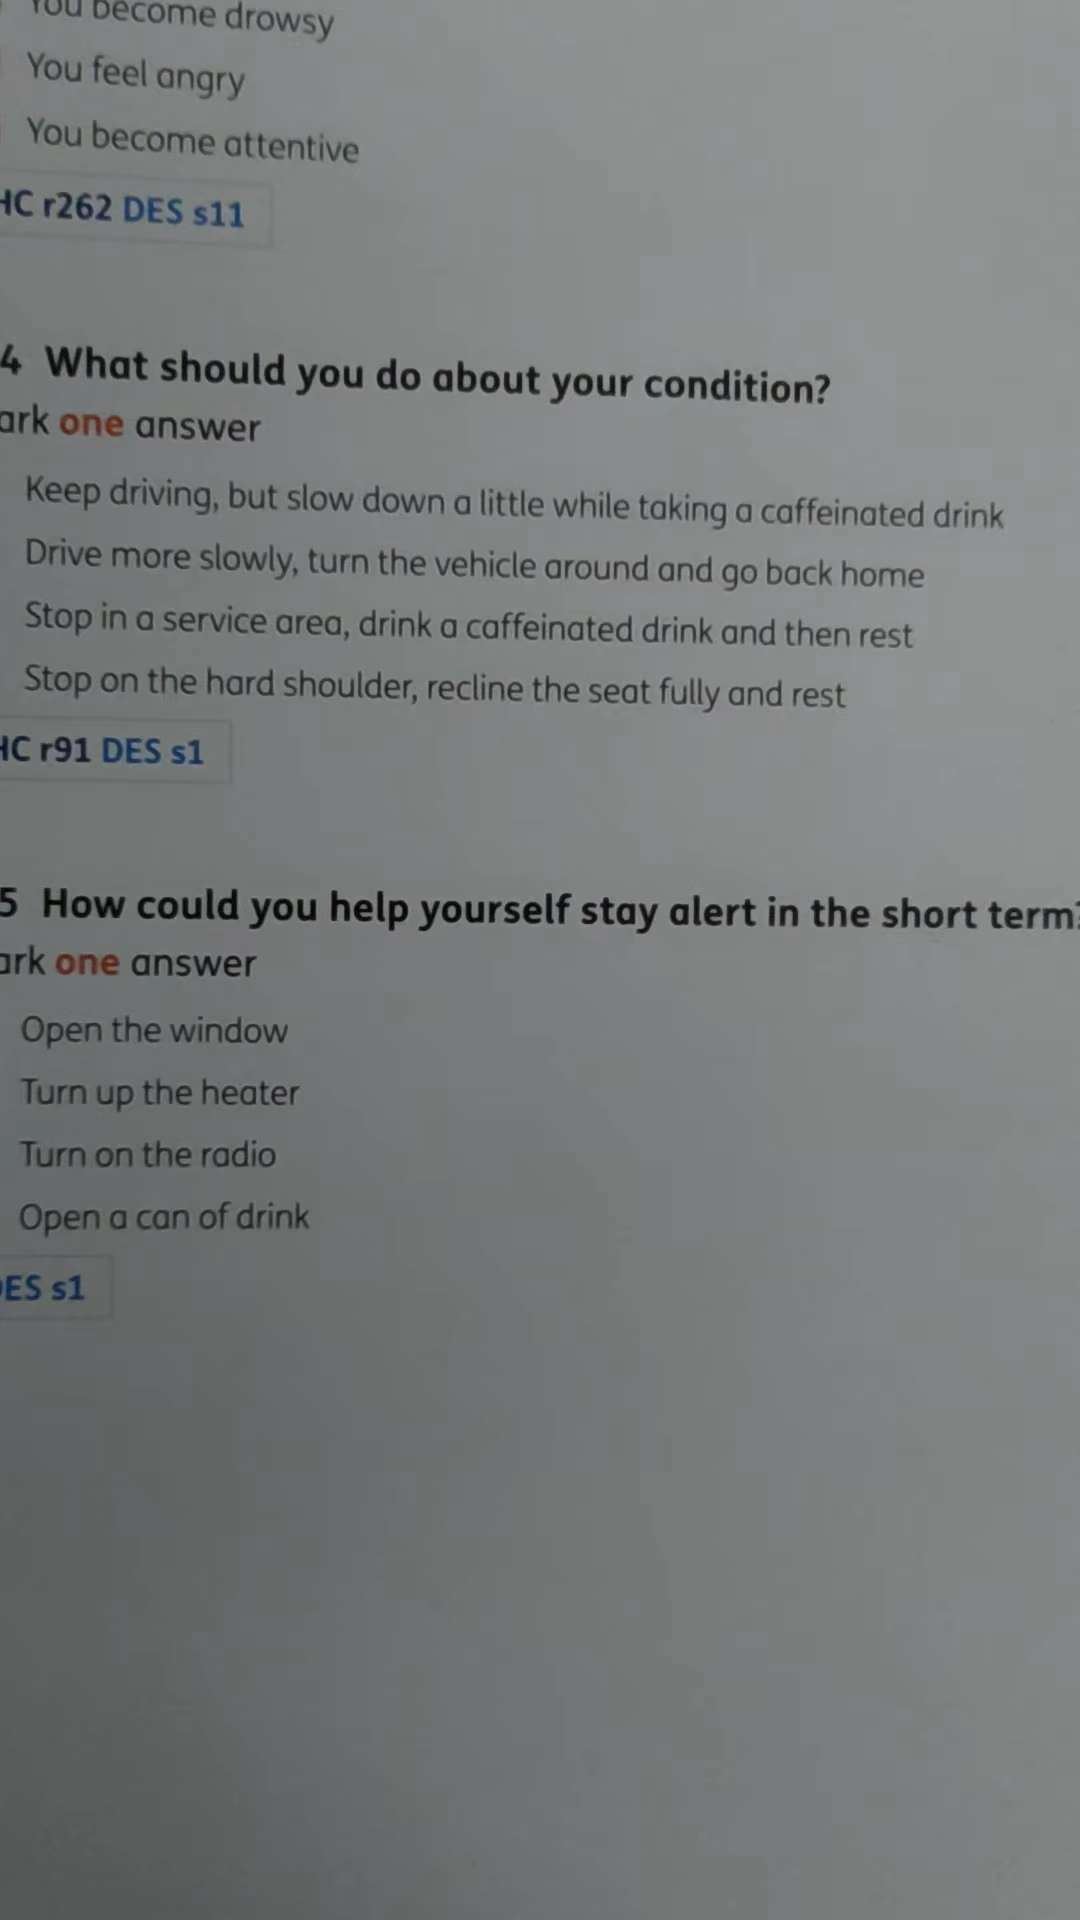 You become drowsy
You feel angry
You become attentive
HC r262 DES s11
4 What should you do about your condition?
ark one answer
Keep driving, but slow down a little while taking a caffeinated drink
Drive more slowly, turn the vehicle around and go back home
Stop in a service area, drink a caffeinated drink and then rest
Stop on the hard shoulder, recline the seat fully and rest
HC r91 DES s1
5 How could you help yourself stay alert in the short term?
ark one answer
Open the window
Turn up the heater
Turn on the radio
Open a can of drink
DES s1